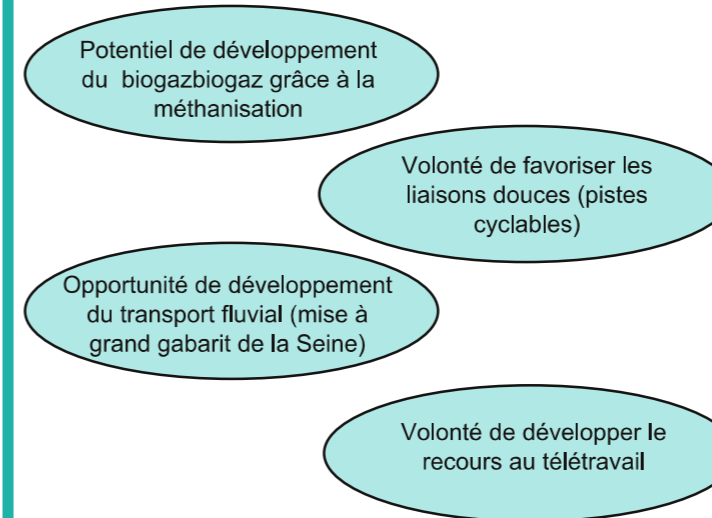 Potentiel de développement
du biogazbiogaz grâce à la
méthanisation
Volonté de favoriser les
liaisons douces (pistes
cyclables)
Opportunité de développement
du transport fluvial (mise à
grand gabarit de la Seine)
Volonté de développer le
recours au télétravail